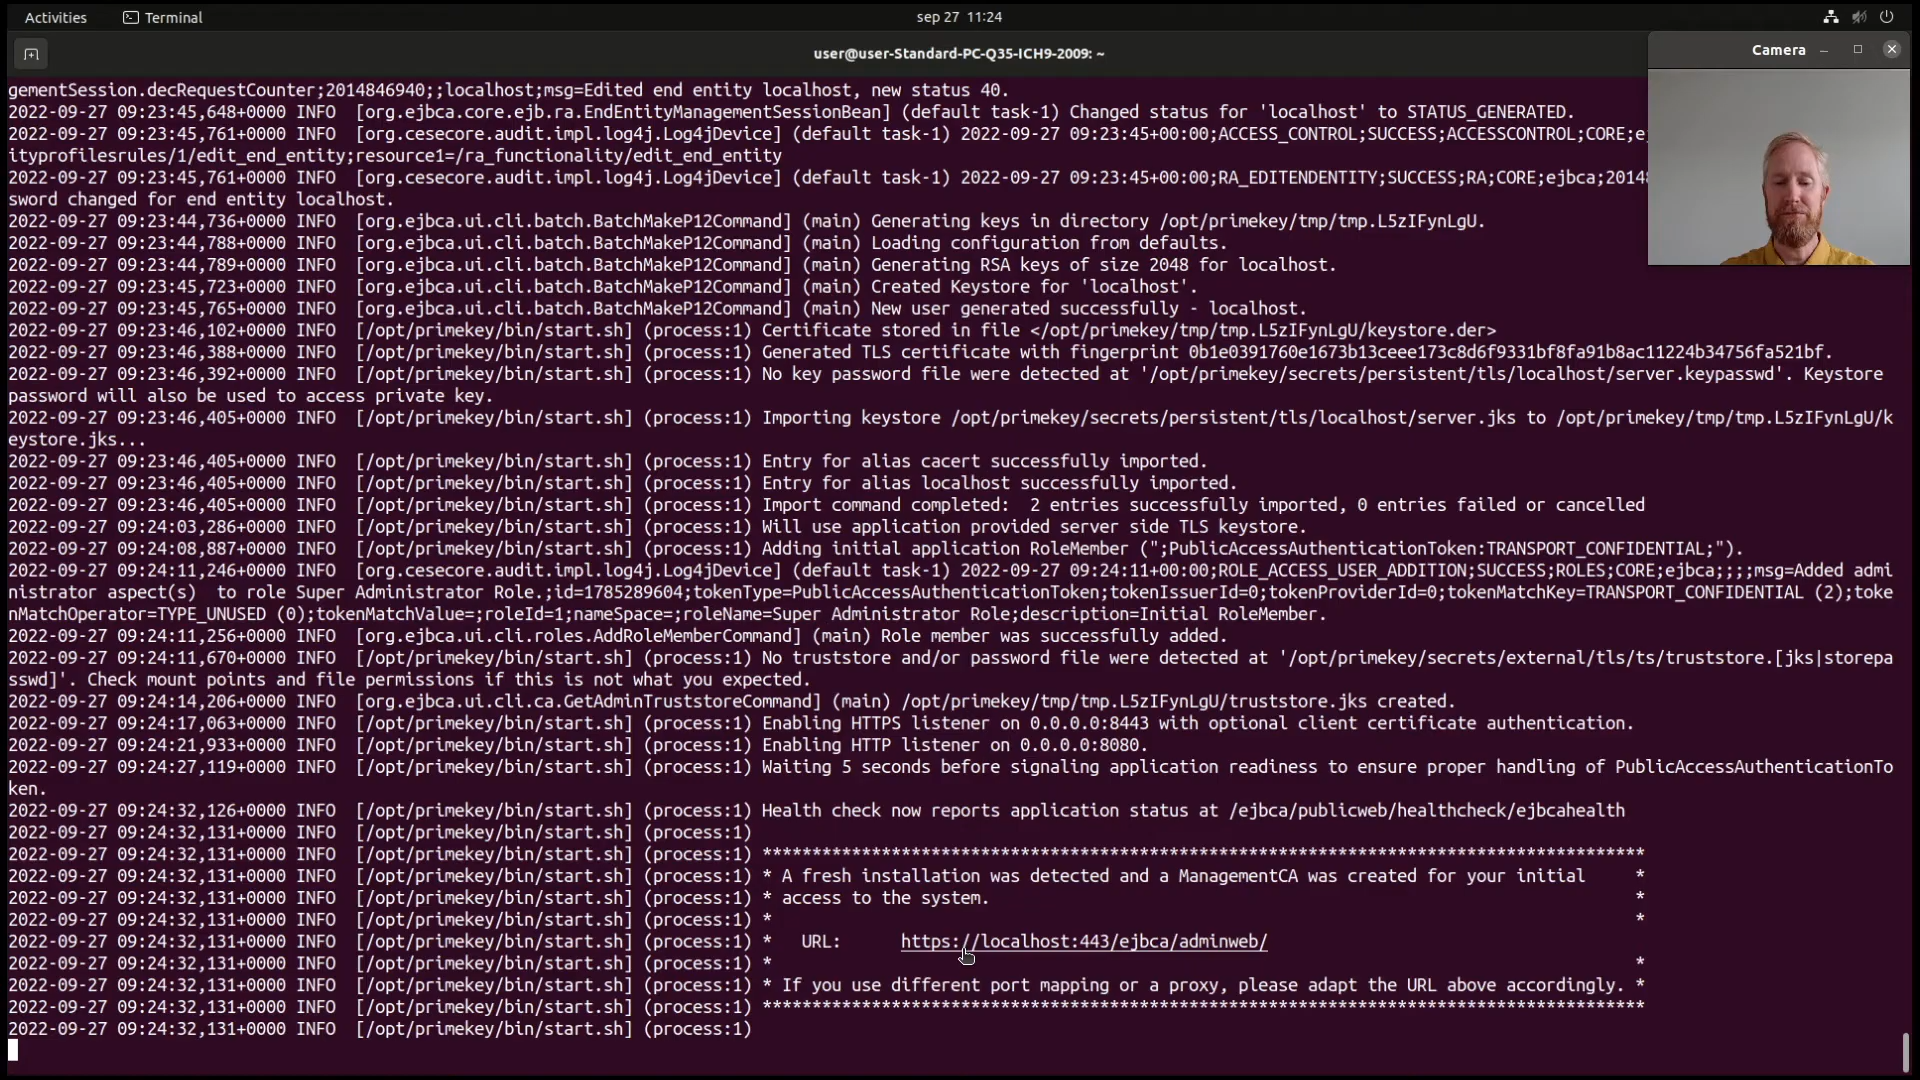 Activities
Terminal
sep 27 11:24
user@user-Standard-PC-Q35-ICH9-2009: ~
Camera
gementSession.decRequestCounter;2014846940;;localhost;msg=Edited end entity localhost, new status 40.
2022-09-27 09:23:45,648+0000 INFO  [org.ejbca.core.ejb.ra.EndEntityManagementSessionBean] (default task-1) Changed status for 'localhost' to STATUS_GENERATED.
2022-09-27 09:23:45,761+0000 INFO  [org.cesecore.audit.impl.log4j.Log4jDevice] (default task-1) 2022-09-27 09:23:45+00:00;ACCESS_CONTROL;SUCCESS;ACCESSCONTROL;CORE;e
ityprofilesrules/1/edit_end_entity;resource1=/ra_functionality/edit_end_entity
2022-09-27 09:23:45,761+0000 INFO  [org.cesecore.audit.impl.log4j.Log4jDevice] (default task-1) 2022-09-27 09:23:45+00:00;RA_EDITENDENTITY;SUCCESS;RA;CORE;ejbca;2014
sword changed for end entity localhost.
2022-09-27 09:23:44,736+0000 INFO  [org.ejbca.ui.cli.batch.BatchMakeP12Command] (main) Generating keys in directory /opt/primekey/tmp/tmp.L5zIFynLgU.
2022-09-27 09:23:44,788+0000 INFO  [org.ejbca.ui.cli.batch.BatchMakeP12Command] (main) Loading configuration from defaults.
2022-09-27 09:23:44,789+0000 INFO  [org.ejbca.ui.cli.batch.BatchMakeP12Command] (main) Generating RSA keys of size 2048 for localhost.
2022-09-27 09:23:45,723+0000 INFO  [org.ejbca.ui.cli.batch.BatchMakeP12Command] (main) Created Keystore for 'localhost'.
2022-09-27 09:23:45,765+0000 INFO  [org.ejbca.ui.cli.batch.BatchMakeP12Command] (main) New user generated successfully - localhost.
2022-09-27 09:23:46,102+0000 INFO  [/opt/primekey/bin/start.sh] (process:1) Certificate stored in file </opt/primekey/tmp/tmp.L5zIFynLgU/keystore.der>
2022-09-27 09:23:46,388+0000 INFO  [/opt/primekey/bin/start.sh] (process:1) Generated TLS certificate with fingerprint 0b1e0391760e1673b13ceee173c8d6f9331bf8fa91b8ac11224b34756fa521bf.
2022-09-27 09:23:46,392+0000 INFO  [/opt/primekey/bin/start.sh] (process:1) No key password file were detected at '/opt/primekey/secrets/persistent/tls/localhost/server.keypasswd'. Keystore
password will also be used to access private key.
2022-09-27 09:23:46,405+0000 INFO  [/opt/primekey/bin/start.sh] (process:1) Importing keystore /opt/primekey/secrets/persistent/tls/localhost/server.jks to /opt/primekey/tmp/tmp.L5zIFynLgU/k
eystore.jks...
2022-09-27 09:23:46,405+0000 INFO  [/opt/primekey/bin/start.sh] (process:1) Entry for alias cacert successfully imported.
2022-09-27 09:23:46,405+0000 INFO  [/opt/primekey/bin/start.sh] (process:1) Entry for alias localhost successfully imported.
2022-09-27 09:23:46,405+0000 INFO  [/opt/primekey/bin/start.sh] (process:1) Import command completed:  2 entries successfully imported, 0 entries failed or cancelled
2022-09-27 09:24:03,286+0000 INFO  [/opt/primekey/bin/start.sh] (process:1) Will use application provided server side TLS keystore.
2022-09-27 09:24:08,887+0000 INFO  [/opt/primekey/bin/start.sh] (process:1) Adding initial application RoleMember (";PublicAccessAuthenticationToken:TRANSPORT_CONFIDENTIAL;").
2022-09-27 09:24:11,246+0000 INFO  [org.cesecore.audit.impl.log4j.Log4jDevice] (default task-1) 2022-09-27 09:24:11+00:00;ROLE_ACCESS_USER_ADDITION;SUCCESS;ROLES;CORE;ejbca;;;;msg=Added admi
nistrator aspect(s)  to role Super Administrator Role.;id=1785289604;tokenType=PublicAccessAuthenticationToken;tokenIssuerId=0;tokenProviderId=0;tokenMatchKey=TRANSPORT_CONFIDENTIAL (2);toke
nMatchOperator=TYPE_UNUSED (0);tokenMatchValue=;roleId=1;nameSpace=;roleName=Super Administrator Role;description=Initial RoleMember.
2022-09-27 09:24:11,256+0000 INFO  [org.ejbca.ui.cli.roles.AddRoleMemberCommand] (main) Role member was successfully added.
2022-09-27 09:24:11,670+0000 INFO  [/opt/primekey/bin/start.sh] (process:1) No truststore and/or password file were detected at '/opt/primekey/secrets/external/tls/ts/truststore.[jks|storepa
sswd]'. Check mount points and file permissions if this is not what you expected.
2022-09-27 09:24:14,206+0000 INFO  [org.ejbca.ui.cli.ca.GetAdminTruststoreCommand] (main) /opt/primekey/tmp/tmp.L5zIFynLgU/truststore.jks created.
2022-09-27 09:24:17,063+0000 INFO  [/opt/primekey/bin/start.sh] (process:1) Enabling HTTPS listener on 0.0.0.0:8443 with optional client certificate authentication.
2022-09-27 09:24:21,933+0000 INFO  [/opt/primekey/bin/start.sh] (process:1) Enabling HTTP listener on 0.0.0.0:8080.
2022-09-27 09:24:27,119+0000 INFO  [/opt/primekey/bin/start.sh] (process:1) Waiting 5 seconds before signaling application readiness to ensure proper handling of PublicAccessAuthenticationTo
ken.
2022-09-27 09:24:32,126+0000 INFO  [/opt/primekey/bin/start.sh] (process:1) Health check now reports application status at /ejbca/publicweb/healthcheck/ejbcahealth
2022-09-27 09:24:32,131+0000 INFO  [/opt/primekey/bin/start.sh] (process:1)
2022-09-27 09:24:32,131+0000 INFO  [/opt/primekey/bin/start.sh] (process:1) *****************************************************************************************
2022-09-27 09:24:32,131+0000 INFO  [/opt/primekey/bin/start.sh] (process:1) * A fresh installation was detected and a ManagementCA was created for your initial     *
2022-09-27 09:24:32,131+0000 INFO  [/opt/primekey/bin/start.sh] (process:1) * access to the system.                                                                 *
2022-09-27 09:24:32,131+0000 INFO  [/opt/primekey/bin/start.sh] (process:1) *                                                                                       *
2022-09-27 09:24:32,131+0000 INFO  [/opt/primekey/bin/start.sh] (process:1) *   URL:      https://localhost:443/ejbca/adminweb/
2022-09-27 09:24:32,131+0000 INFO  [/opt/primekey/bin/start.sh] (process:1) *                                                                                       *
2022-09-27 09:24:32,131+0000 INFO  [/opt/primekey/bin/start.sh] (process:1) * If you use different port mapping or a proxy, please adapt the URL above accordingly. *
2022-09-27 09:24:32,131+0000 INFO  [/opt/primekey/bin/start.sh] (process:1) *****************************************************************************************
2022-09-27 09:24:32,131+0000 INFO  [/opt/primekey/bin/start.sh] (process:1)